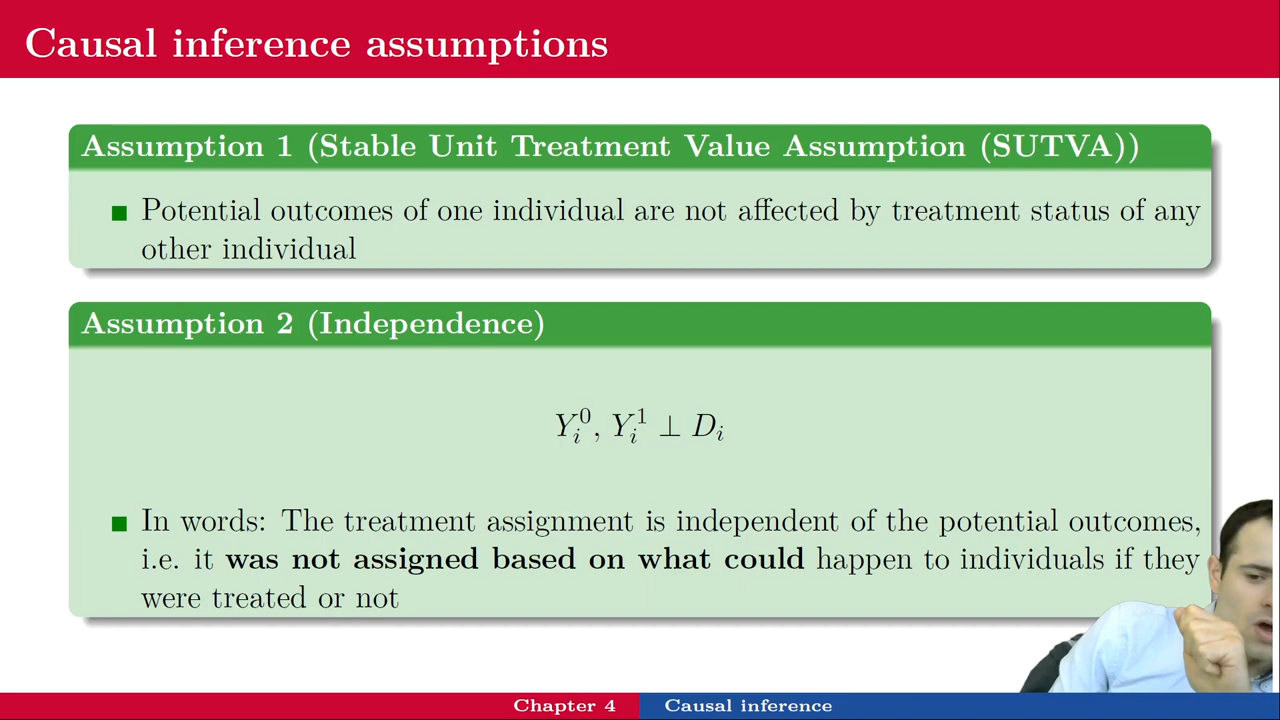 Causal inference assumptions
Assumption 1 (Stable Unit Treatment Value Assumption (SUTVA))
Potential outcomes of one individual are not affected by treatment status of any
other individual
Assumption 2 (Independence)
Y_i^0, Y_i^1 ⊥ D_i
In words: The treatment assignment is independent of the potential outcomes,
i.e. it was not assigned based on what could happen to individuals if they
were treated or not
Chapter 4 Causal inference